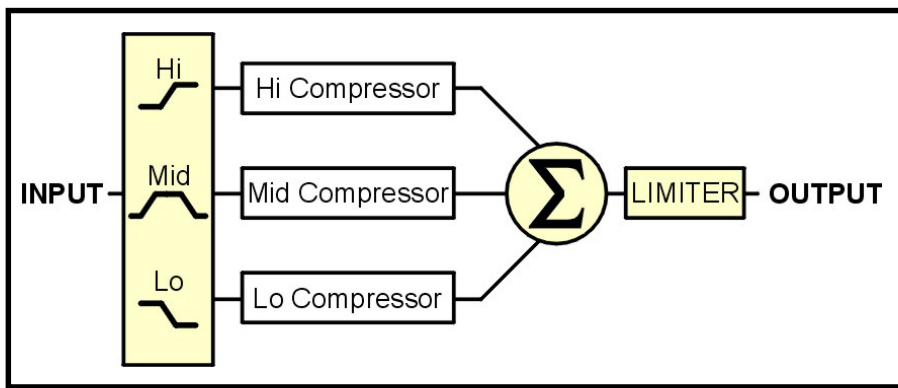 Hi
Hi Compressor
INPUT
Mid
Mid Compressor
Σ
LIMITER
OUTPUT
Lo
Lo Compressor